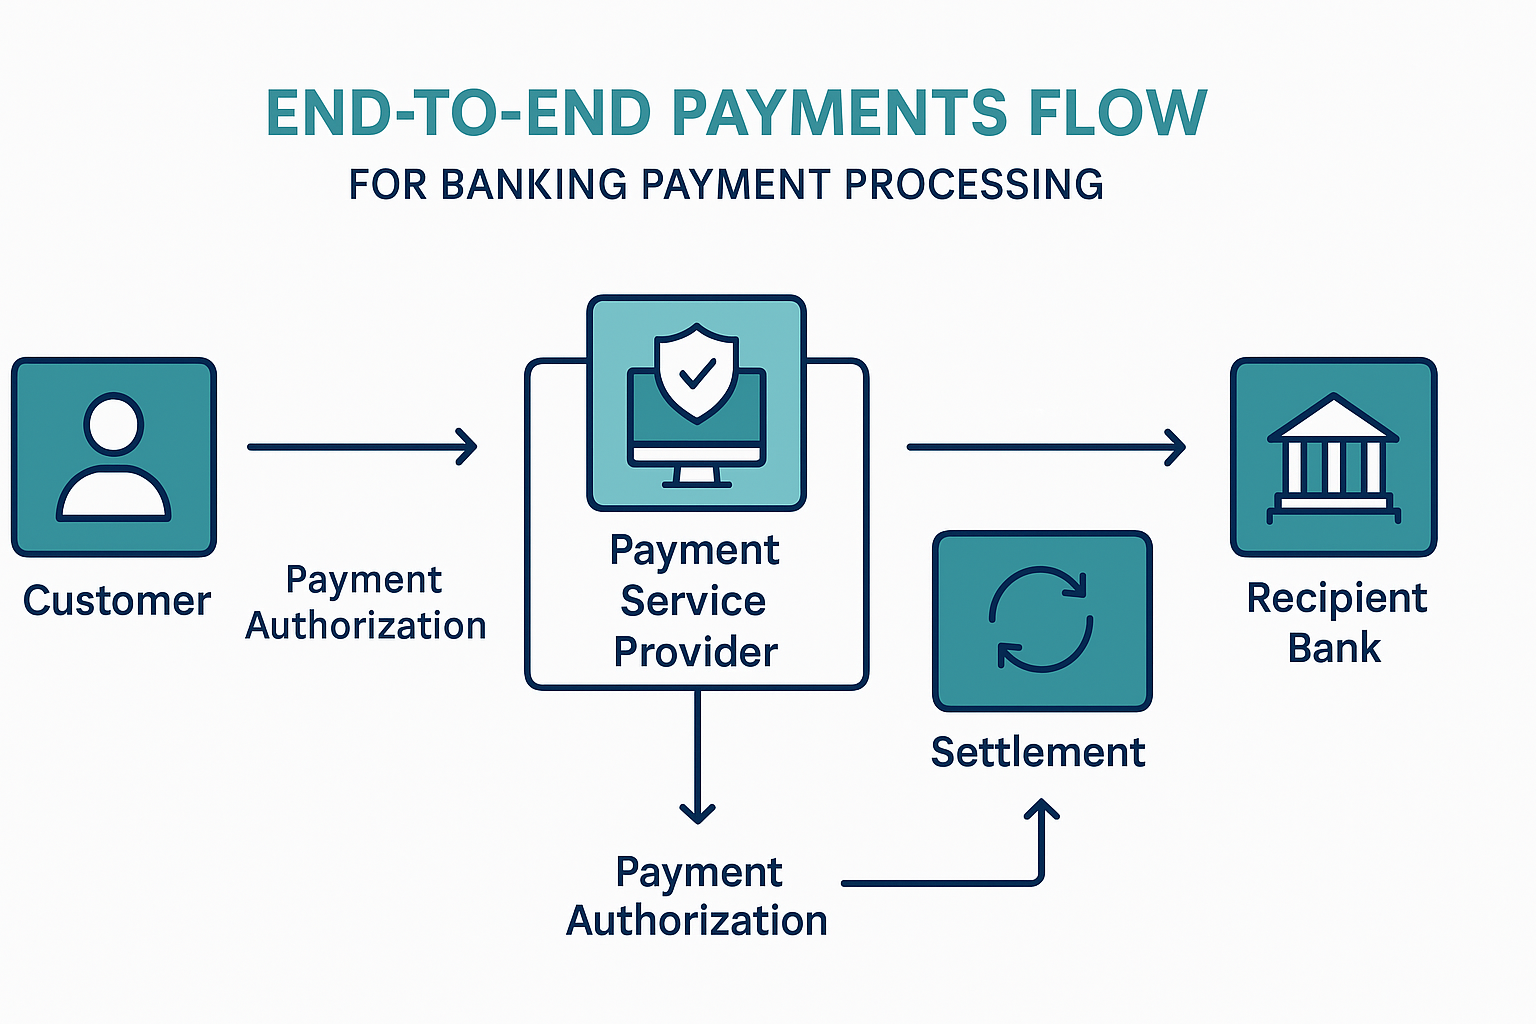 END-TO-END PAYMENTS FLOW
FOR BANKING PAYMENT PROCESSING
Customer
Payment
Authorization
Payment
Service
Provider
Settlement
Recipient
Bank
Payment
Authorization